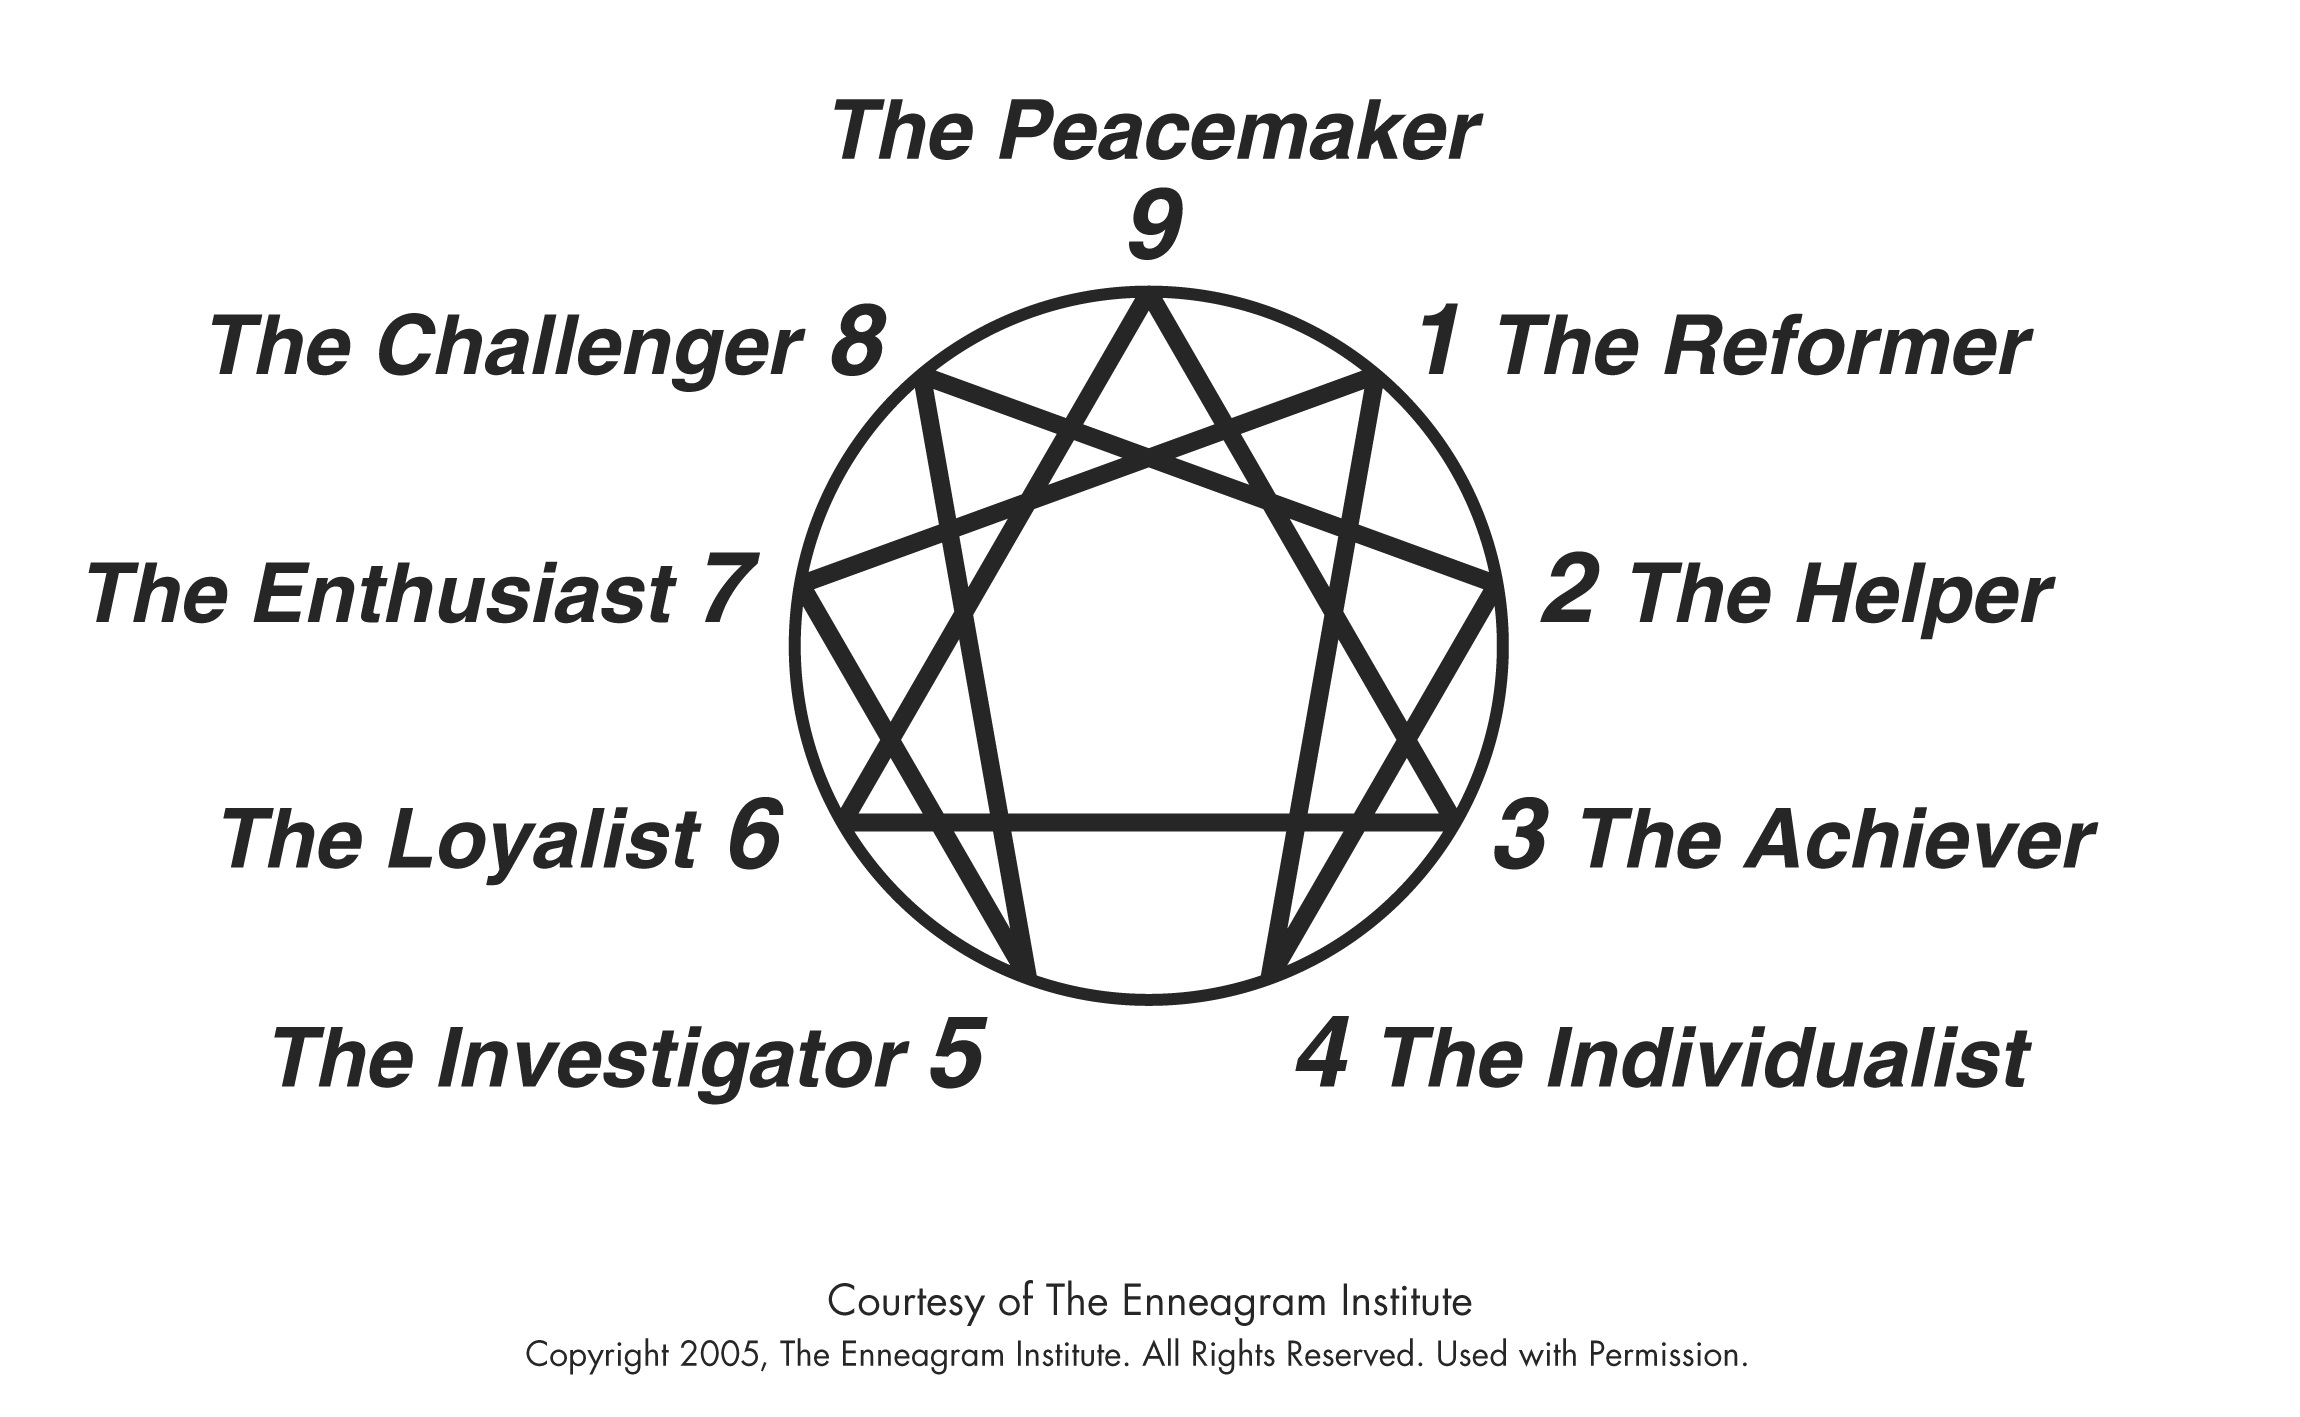 The Peacemaker
9
The Challenger 8
1 The Reformer
The Enthusiast 7
2 The Helper
The Loyalist 6
3 The Achiever
The Investigator 5
4 The Individualist
Courtesy of The Enneagram Institute
Copyright 2005, The Enneagram Institute. All Rights Reserved. Used with Permission.